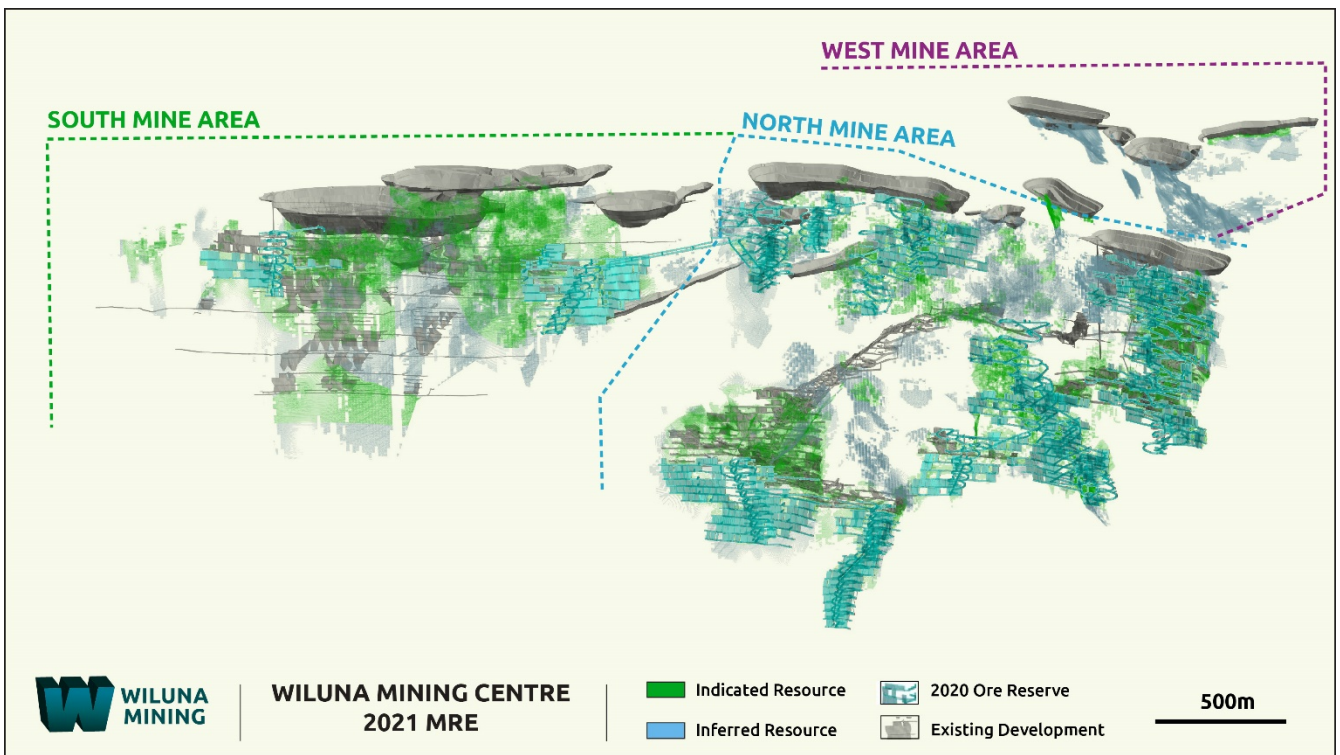 WEST MINE AREA
SOUTH MINE AREA
NORTH MINE AREA
WILUNA
MINING
WILUNA MINING CENTRE
2021 MRE
Indicated Resource
Inferred Resource
2020 Ore Reserve
Existing Development
500m